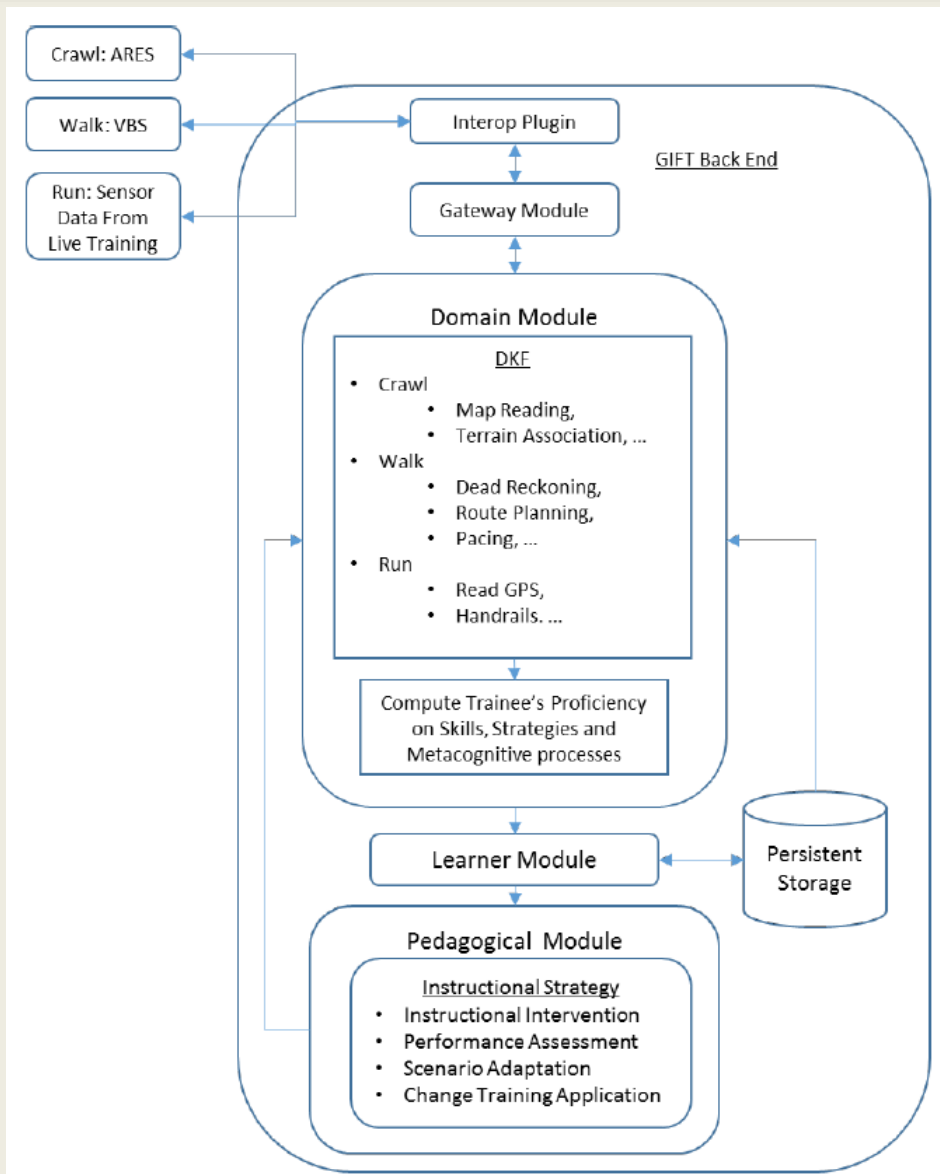 Crawl: ARES
Walk: VBS
Run: Sensor
Data From
Live Training
Interop Plugin
GIFT Back End
Gateway Module
Domain Module
DKF
• Crawl
• Map Reading,
• Terrain Association, ...
• Walk
• Dead Reckoning,
• Route Planning,
• Pacing, ...
• Run
• Read GPS,
• Handrails. ...
Compute Trainee's Proficiency
on Skills, Strategies and
Metacognitive processes
Learner Module
Persistent
Storage
Pedagogical Module
Instructional Strategy
• Instructional Intervention
• Performance Assessment
• Scenario Adaptation
• Change Training Application